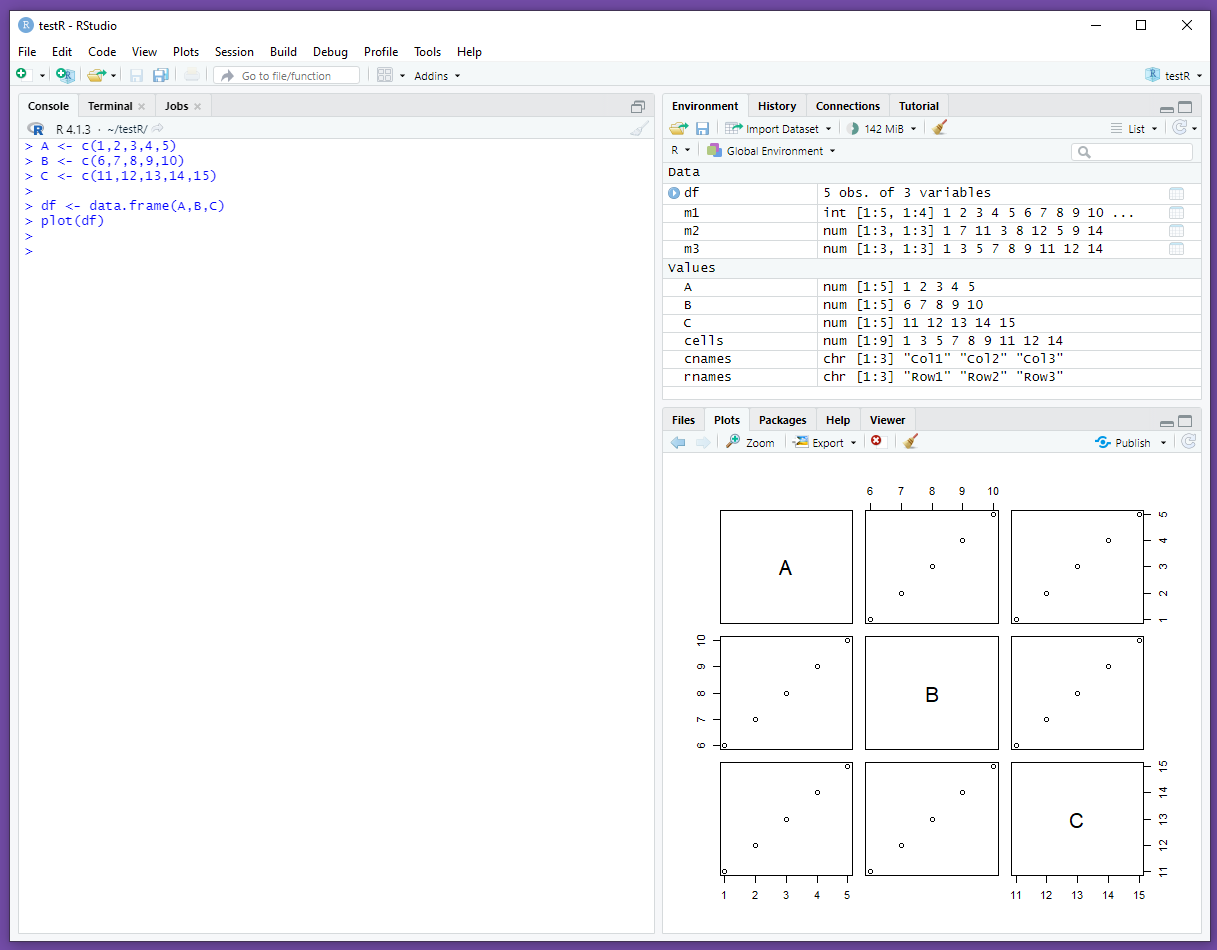 testR - RStudio
File Edit Code View Plots Session Build Debug Profile Tools Help
Go to file/function Addins testR
Console Terminal Jobs
R 4.1.3 · ~/testR/
> A <- c(1,2,3,4,5)
> B <- c(6,7,8,9,10)
> C <- c(11,12,13,14,15)
>
> df <- data.frame(A,B,C)
> plot(df)
>
>
Environment History Connections Tutorial
Import Dataset 142 MiB List
R Global Environment
Data
df 5 obs. of 3 variables
m1 int [1:5, 1:4] 1 2 3 4 5 6 7 8 9 10 ...
m2 num [1:3, 1:3] 1 7 11 3 8 12 5 9 14
m3 num [1:3, 1:3] 1 3 5 7 8 9 11 12 14
Values
A num [1:5] 1 2 3 4 5
B num [1:5] 6 7 8 9 10
C num [1:5] 11 12 13 14 15
cells num [1:9] 1 3 5 7 8 9 11 12 14
cnames chr [1:3] "Col1" "Col2" "Col3"
rnames chr [1:3] "Row1" "Row2" "Row3"
Files Plots Packages Help Viewer
Zoom Export Publish
6 7 8 9 10
A
1 2 3 4 5
6 7 8 9 10
B
C
11 12 13 14 15
1 2 3 4 5
11 12 13 14 15